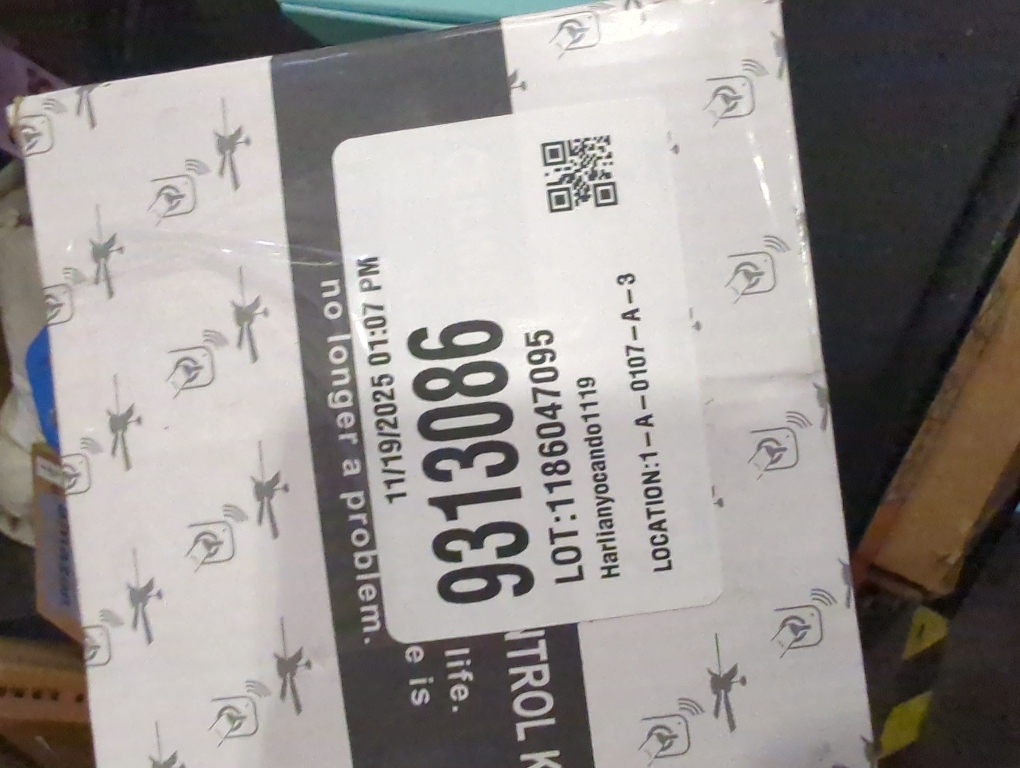 11/19/2025 01:07 PM
9313086
LOT:1186047095
Harlianyocando1119
LOCATION:1-A-0107-A-3
no longer a problem.
life.
e is
NTROL K